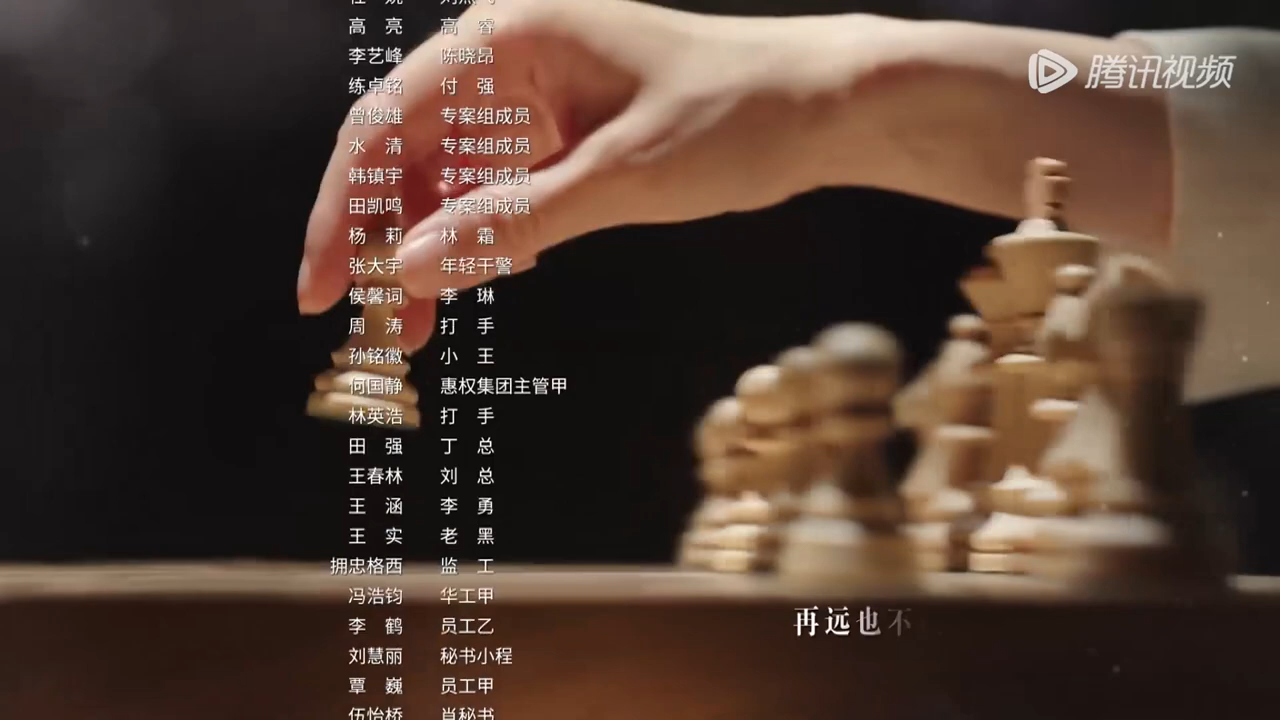 高 亮 高 睿
腾讯视频
李艺峰 陈晓昂
练卓铭 付 强
曾俊雄 专案组成员
水 清 专案组成员
韩镇宇 专案组成员
田凯鸣 专案组成员
杨 莉 林 霜
张大宇 年轻干警
侯馨词 李 琳
周 涛 打 手
孙铭徽 小 王
何国静 惠权集团主管甲
林英浩 打 手
田 强 丁 总
王春林 刘 总
王 涵 李 勇
王 实 老 黑
拥忠格西 监 工
冯浩钧 华工甲
再远也不
李 鹤 员工乙
刘慧丽 秘书小程
覃 巍 员工甲
伍怡桥 肖秘书